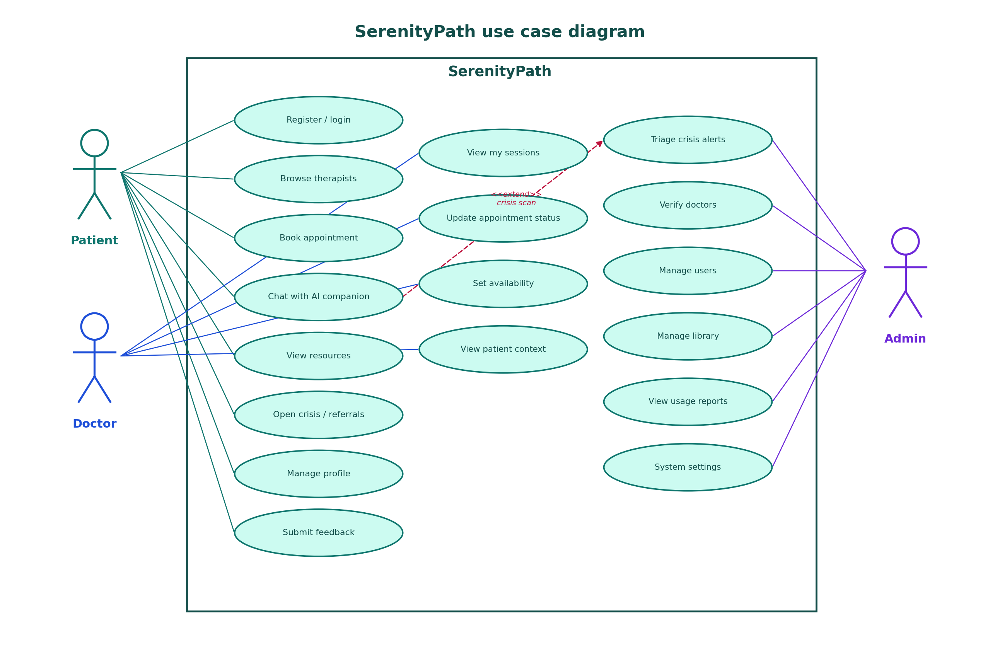 SerenityPath use case diagram
SerenityPath
Patient
Doctor
Register / login
Browse therapists
Book appointment
Chat with AI companion
View resources
Open crisis / referrals
Manage profile
Submit feedback
View my sessions
<<extend>>
crisis scan
Update appointment status
Set availability
View patient context
Triage crisis alerts
Verify doctors
Manage users
Manage library
View usage reports
System settings
Admin